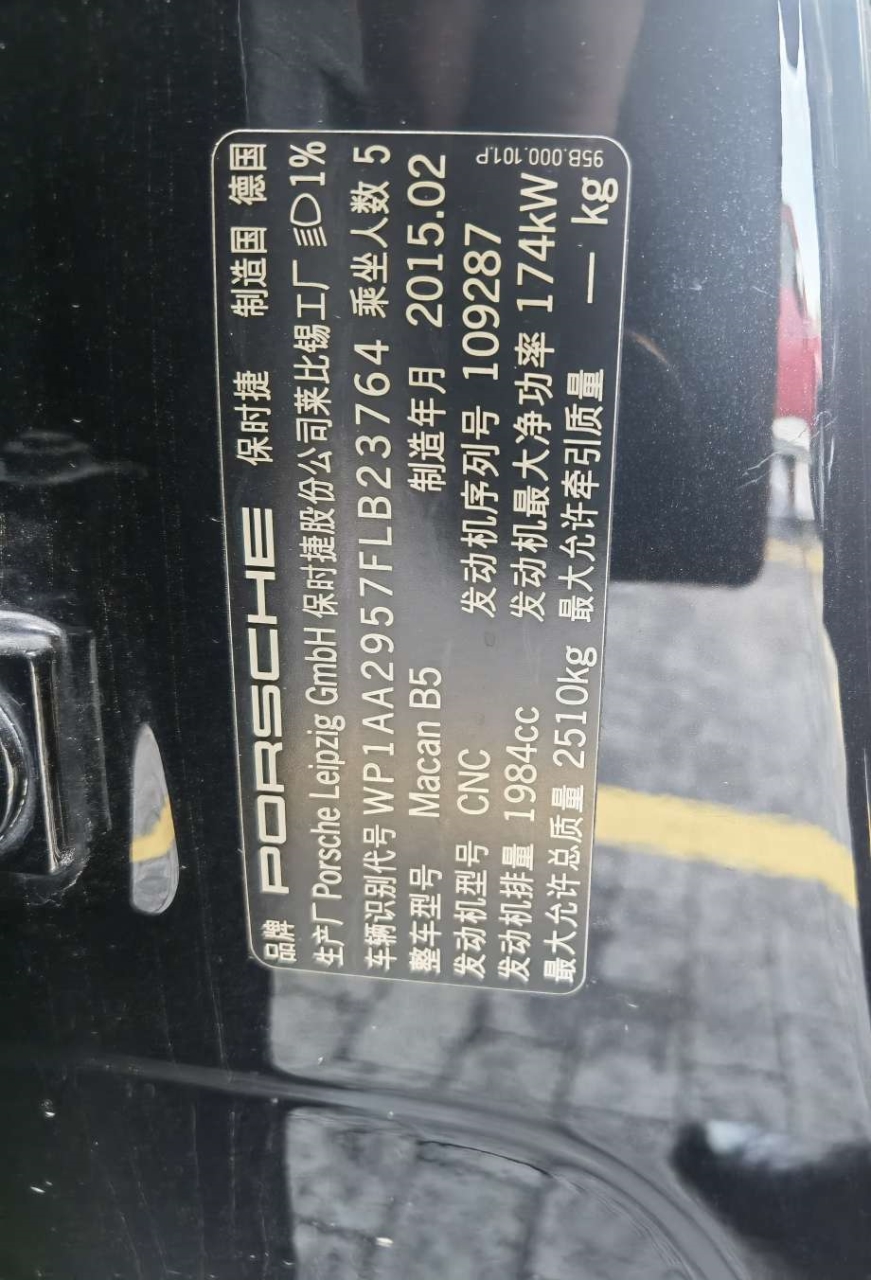 品牌 PORSCHE 保时捷 制造国 德国
生产厂 Porsche Leipzig GmbH 保时捷股份公司莱比锡工厂 1%
车辆识别代号 WP1AA2957FLB23764 乘坐人数 5
整车型号 Macan B5 制造年月 2015.02
发动机型号 CNC 发动机序列号 109287
发动机排量 1984cc 发动机最大净功率 174kW
最大允许总质量 2510kg 最大允许牵引质量 — kg
95B.000.101.P